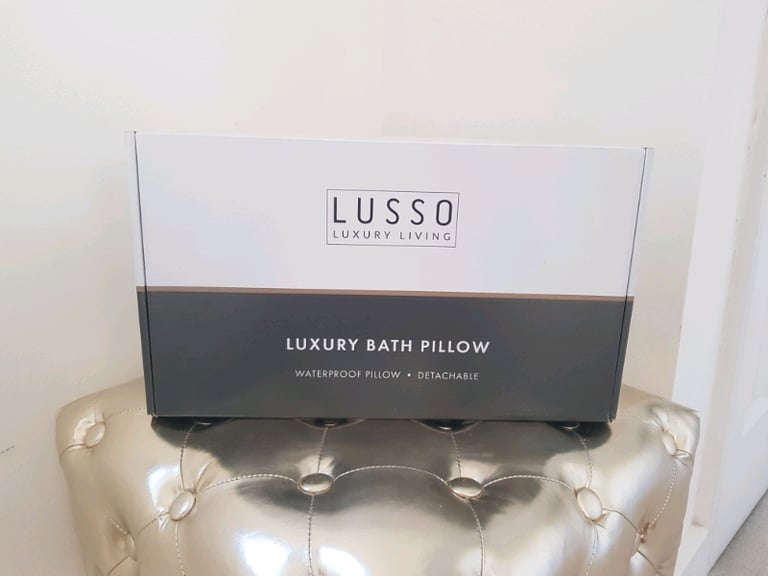 LUSSO
LUXURY LIVING
LUXURY BATH PILLOW
WATERPROOF PILLOW • DETACHABLE